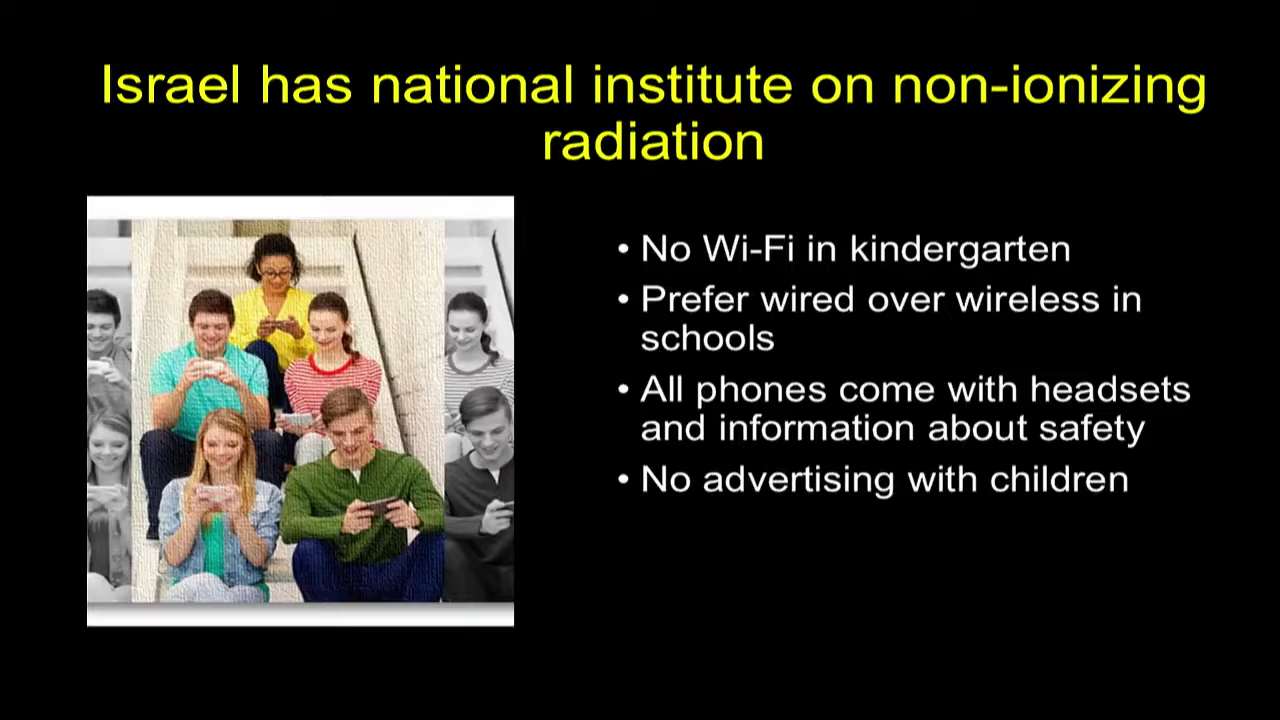 Israel has national institute on non-ionizing
radiation
• No Wi-Fi in kindergarten
• Prefer wired over wireless in
schools
• All phones come with headsets
and information about safety
• No advertising with children